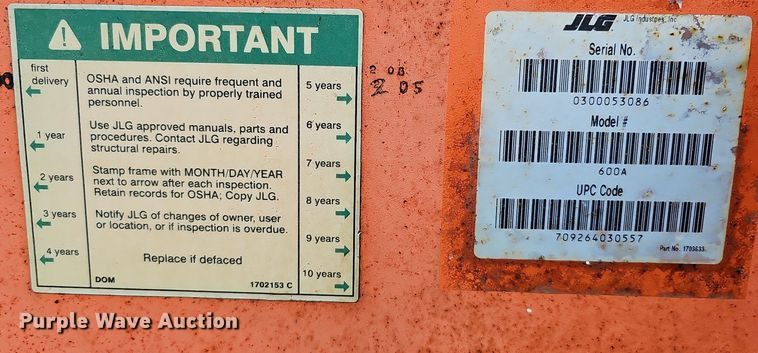 IMPORTANT
first
delivery
1 year
2 years
3 years
4 years
OSHA and ANSI require frequent and
annual inspection by properly trained
personnel.
Use JLG approved manuals, parts and
procedures. Contact JLG regarding
structural repairs.
Stamp frame with MONTH/DAY/YEAR
next to arrow after each inspection.
Retain records for OSHA; Copy JLG.
Notify JLG of changes of owner, user
or location, or if inspection is overdue.
Replace if defaced
DOM 1702153 C
5 years
6 years
7 years
8 years
9 years
10 years
JLG JLG Industries, Inc.
Serial No.
0300053086
Model #
600A
UPC Code
709264030557
Part No.
Purple Wave Auction